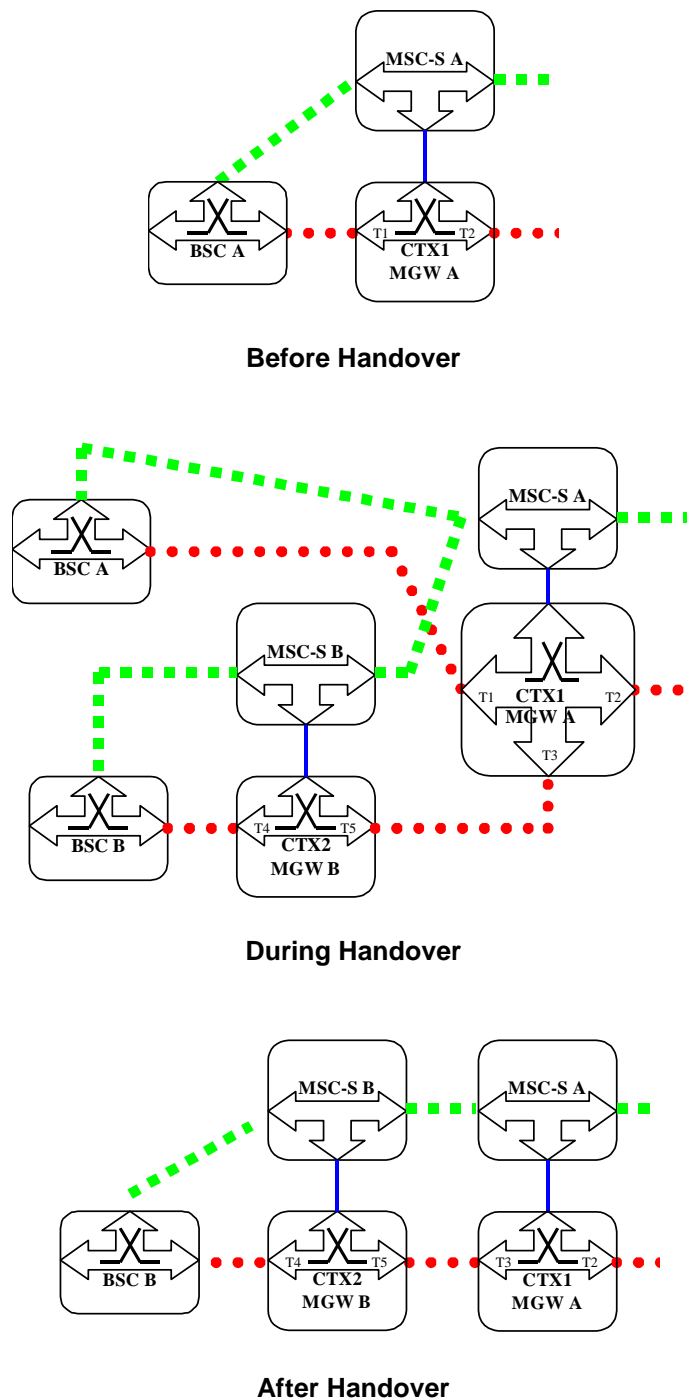 MSC-S A
BSC A
T1
T2
CTX1
MGW A
Before Handover
MSC-S A
BSC A
MSC-S B
T1
CTX1
T2
MGW A
T3
BSC B
T4
T5
CTX2
MGW B
During Handover
MSC-S B
MSC-S A
BSC B
T4
T5
CTX2
MGW B
T3
T2
CTX1
MGW A
After Handover